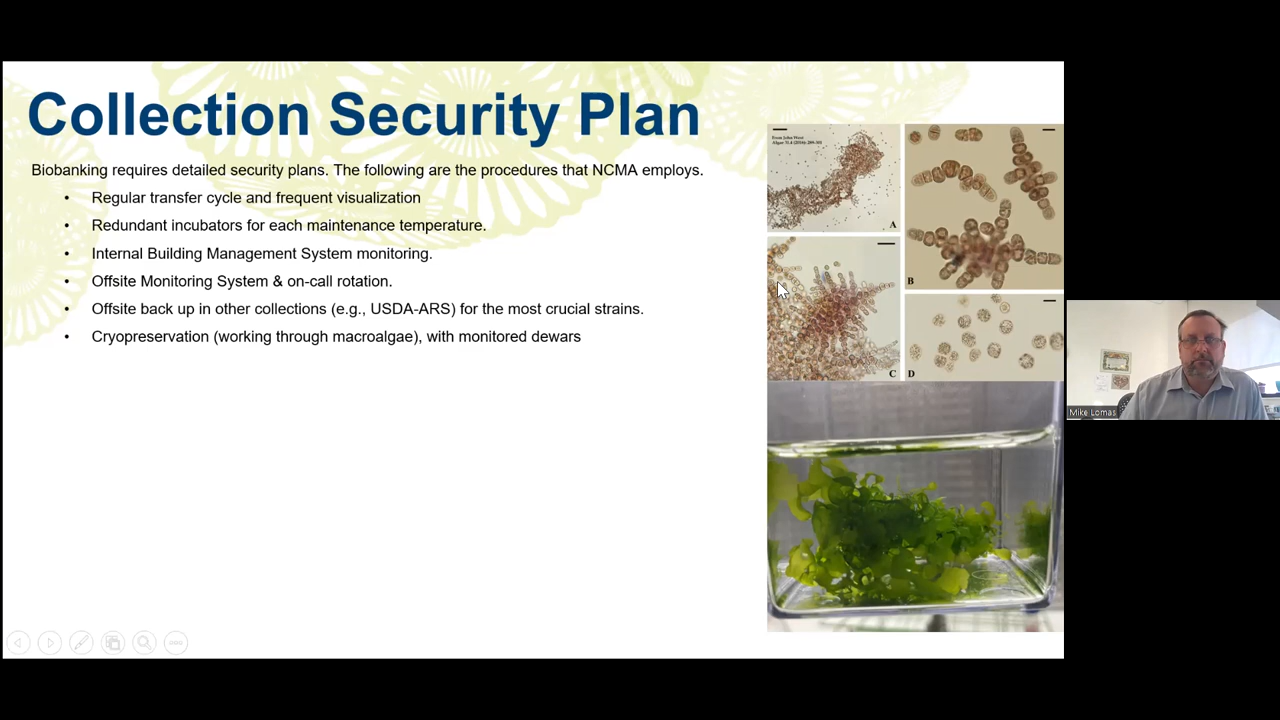 Collection Security Plan
Biobanking requires detailed security plans. The following are the procedures that NCMA employs.
• Regular transfer cycle and frequent visualization
• Redundant incubators for each maintenance temperature.
• Internal Building Management System monitoring.
• Offsite Monitoring System & on-call rotation.
• Offsite back up in other collections (e.g., USDA-ARS) for the most crucial strains.
• Cryopreservation (working through macroalgae), with monitored dewars
From John West
A
B
C
D
Mike Lomas